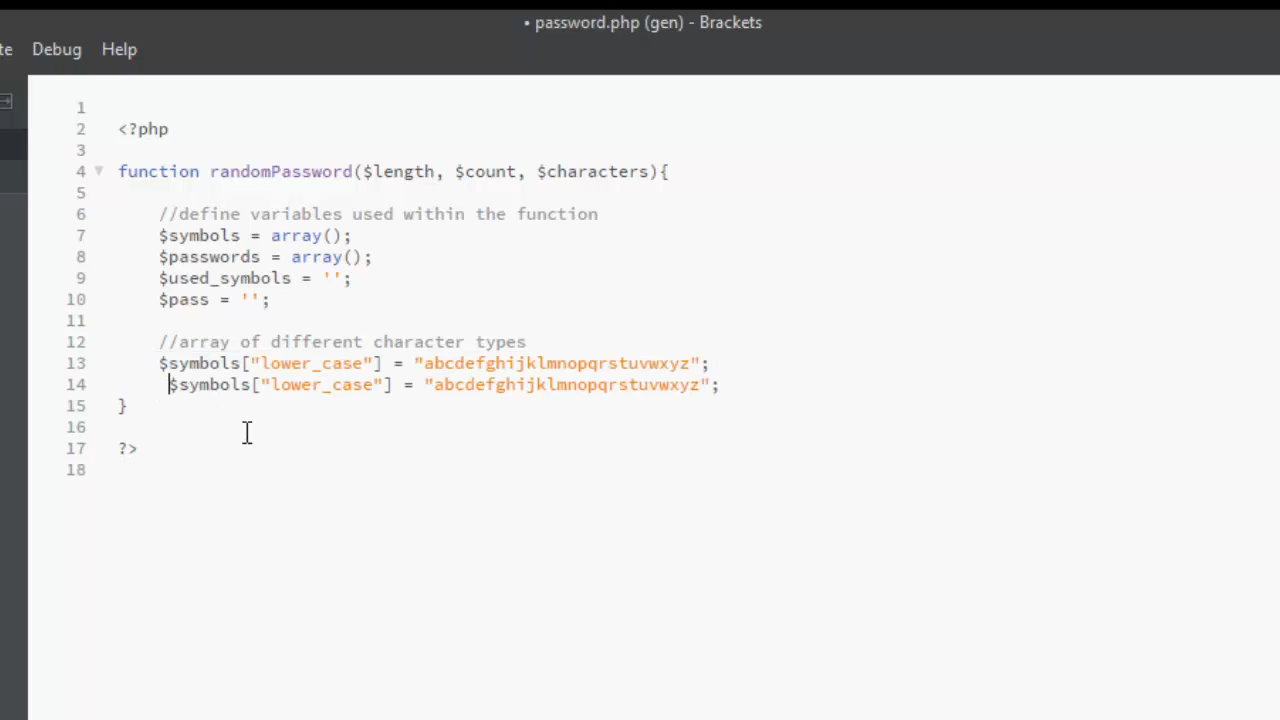 • password.php (gen) - Brackets
te Debug Help
1
2 <?php
3
4 function randomPassword($length, $count, $characters){
5
6 //define variables used within the function
7 $symbols = array();
8 $passwords = array();
9 $used_symbols = '';
10 $pass = '';
11
12 //array of different character types
13 $symbols["lower_case"] = "abcdefghijklmnopqrstuvwxyz";
14 $symbols["lower_case"] = "abcdefghijklmnopqrstuvwxyz";
15 }
16
17 ?>
18